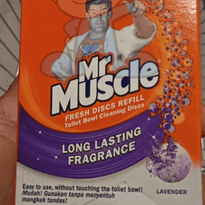 Mr
Muscle
FRESH DISCS REFILL
Toilet Bowl Cleaning Discs
LONG LASTING
FRAGRANCE
LAVENDER
Easy to use, without touching the toilet bowl!
Mudah! Gunakan tanpa menyentuh
mangkuk tandas!